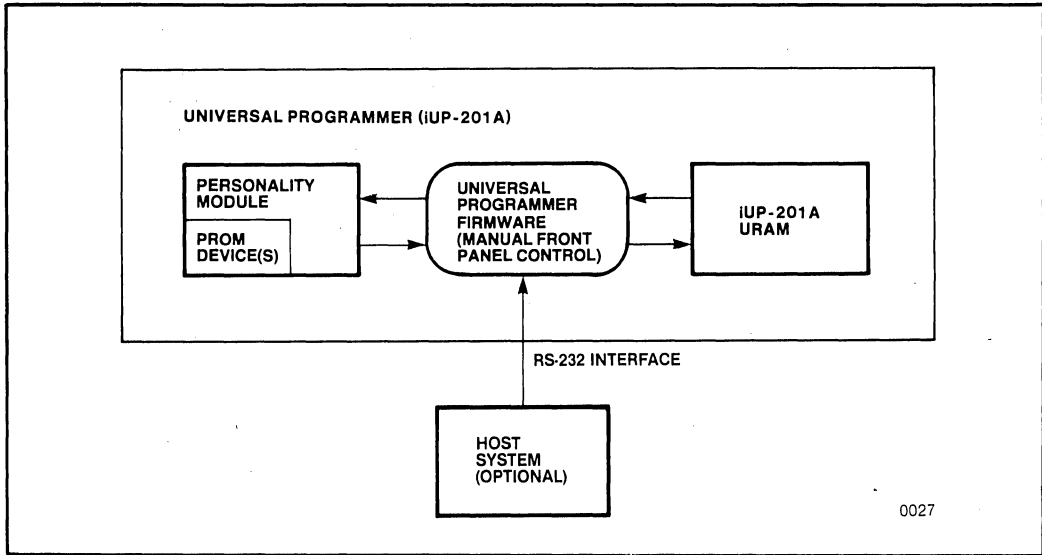 UNIVERSAL PROGRAMMER (iUP-201A)
PERSONALITY
MODULE
PROM
DEVICE(S)
UNIVERSAL
PROGRAMMER
FIRMWARE
(MANUAL FRONT
PANEL CONTROL)
iUP-201A
URAM
RS-232 INTERFACE
HOST
SYSTEM
(OPTIONAL)
0027